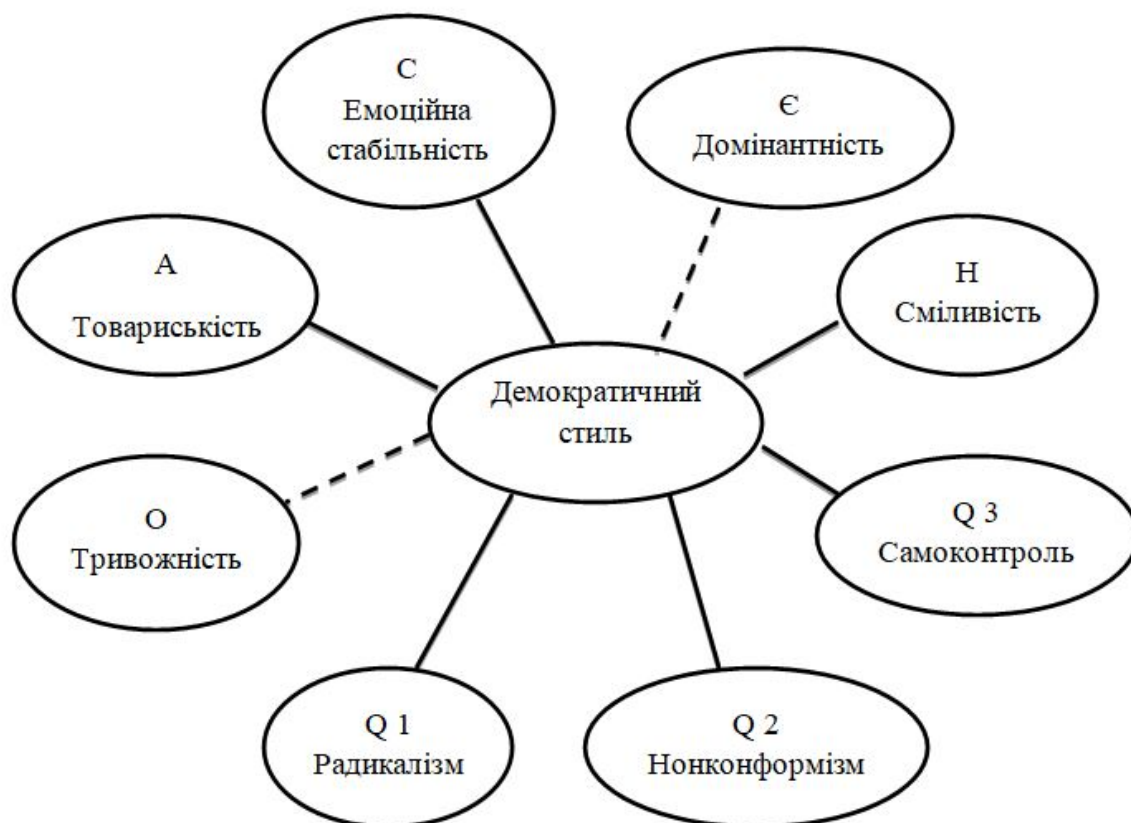 С
Емоційна
стабільність
Є
Домінантність
А
Товариськість
Н
Сміливість
Демократичний
стиль
О
Тривожність
Q 3
Самоконтроль
Q 1
Радикалізм
Q 2
Нонконформізм